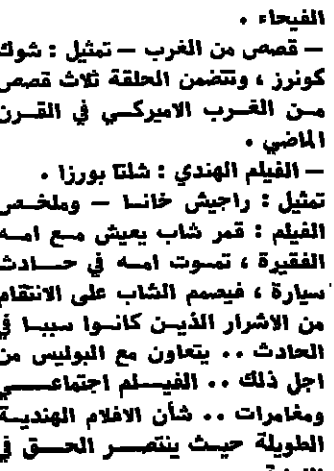 الفيحاء •
— قصص من الغرب — تمثيل : شوك
كونرز ، وتتضمن الحلقة ثلاث قصص
من الغرب الاميركي في القرن
الماضي •
— الفيلم الهندي : شلتا بورزا •
تمثيل : راجيش خانا — وملخص
الفيلم : قمر شاب يعيش مع امه
الفقيرة ، تموت امه في حادث
سيارة ، فيصمم الشاب على الانتقام
من الاشرار الذين كانوا سببا في
الحادث •• يتعاون مع البوليس من
اجل ذلك •• الفيلم اجتماعي
ومغامرات •• شأن الافلام الهندية
الطويلة حيث ينتصر الحق في